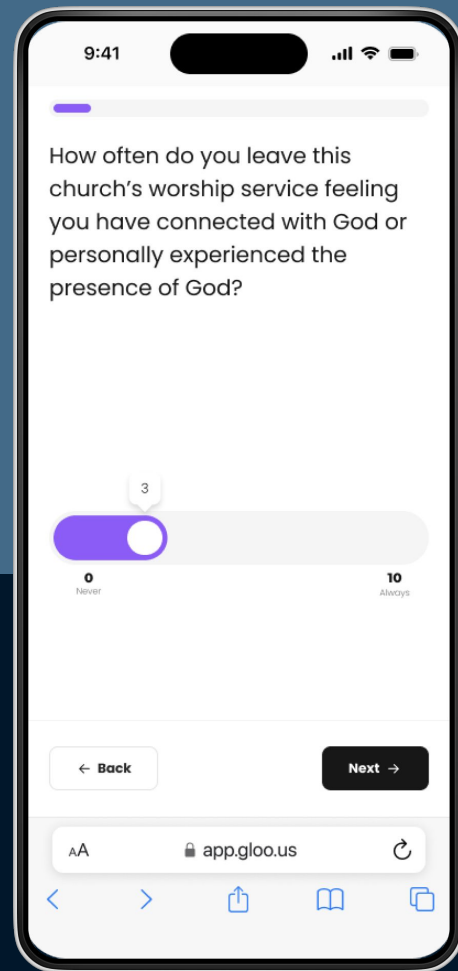 9:41
How often do you leave this
church’s worship service feeling
you have connected with God or
personally experienced the
presence of God?
3
0 10
Never Always
← Back Next →
AA app.gloo.us